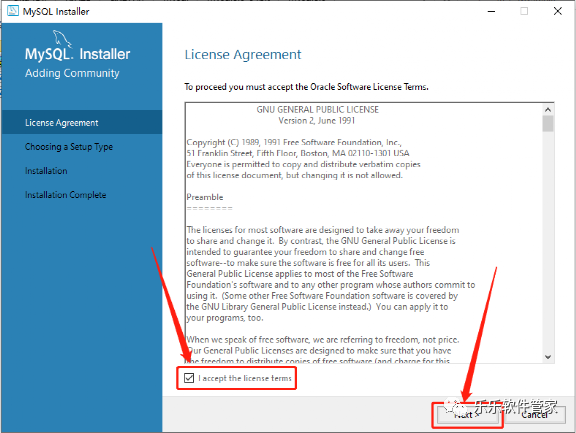 MySQL Installer
MySQL. Installer
Adding Community
License Agreement
Choosing a Setup Type
Installation
Installation Complete
License Agreement
To proceed you must accept the Oracle Software License Terms.
GNU GENERAL PUBLIC LICENSE
Version 2, June 1991
Copyright (C) 1989, 1991 Free Software Foundation, Inc.,
51 Franklin Street, Fifth Floor, Boston, MA 02110-1301 USA
Everyone is permitted to copy and distribute verbatim copies
of this license document, but changing it is not allowed.
Preamble
========
The licenses for most software are designed to take away your freedom
to share and change it.  By contrast, the GNU General Public License is
intended to guarantee your freedom to share and change free
software--to make sure the software is free for all its users.  This
General Public License applies to most of the Free Software
Foundation's software and to any other program whose authors commit to
using it.  (Some other Free Software Foundation software is covered by
the GNU Library General Public License instead.)  You can apply it to
your programs, too.
When we speak of free software, we are referring to freedom, not price.
Our General Public Licenses are designed to make sure that you have
the freedom to distribute copies of free software (and charge for this
I accept the license terms
Next >
Cancel
乐乐软件管家